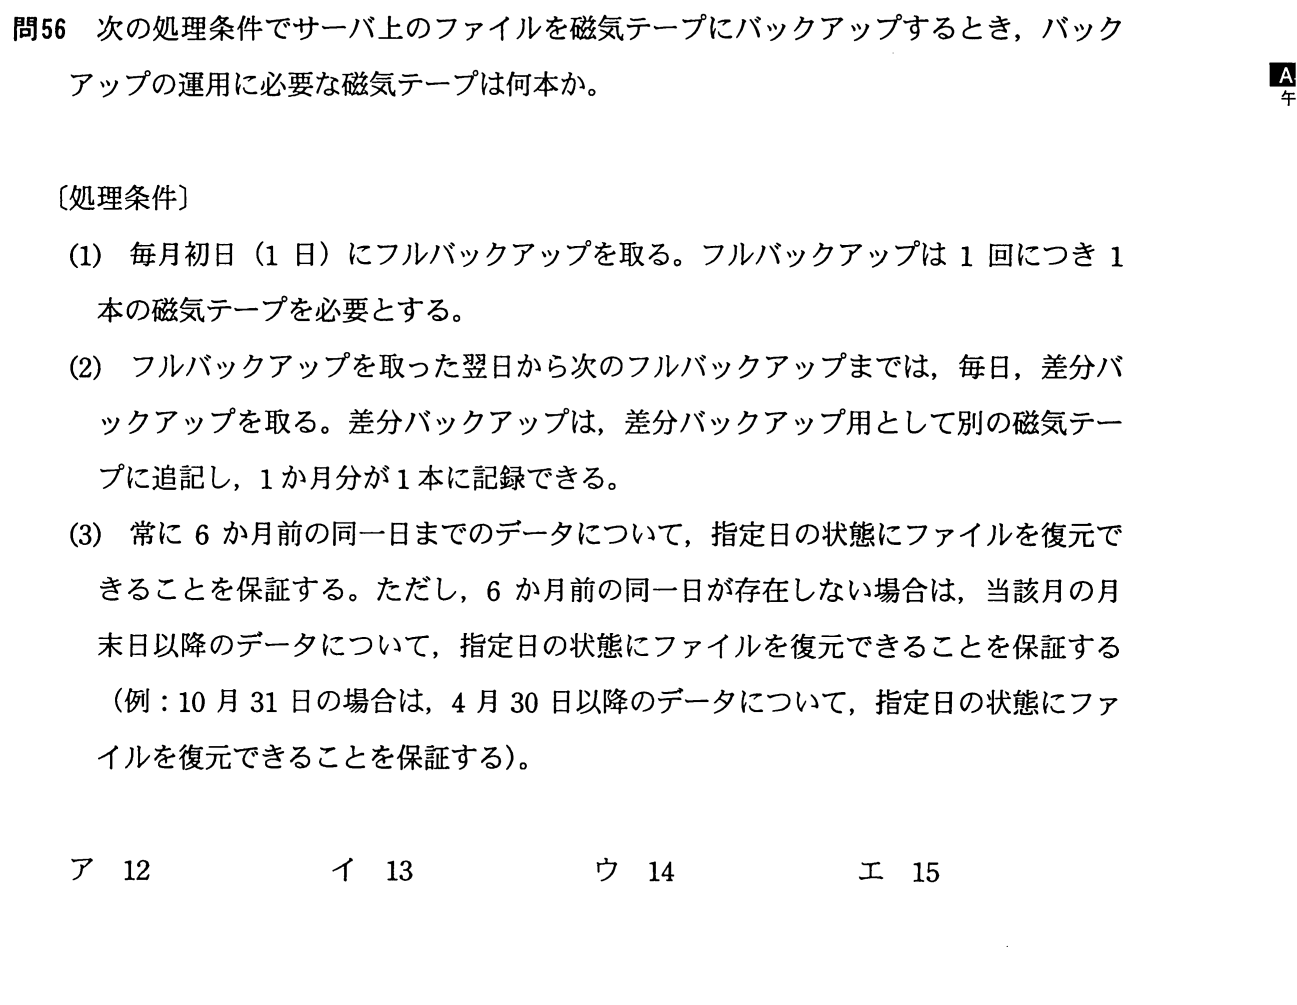 問56 次の処理条件でサーバ上のファイルを磁気テープにバックアップするとき，バック
アップの運用に必要な磁気テープは何本か。
A
午
〔処理条件〕
(1) 毎月初日（1 日）にフルバックアップを取る。フルバックアップは 1 回につき 1
本の磁気テープを必要とする。
(2) フルバックアップを取った翌日から次のフルバックアップまでは，毎日，差分バ
ックアップを取る。差分バックアップは，差分バックアップ用として別の磁気テー
プに追記し，1 か月分が 1 本に記録できる。
(3) 常に 6 か月前の同一日までのデータについて，指定日の状態にファイルを復元で
きることを保証する。ただし，6 か月前の同一日が存在しない場合は，当該月の月
末日以降のデータについて，指定日の状態にファイルを復元できることを保証する
（例：10 月 31 日の場合は，4 月 30 日以降のデータについて，指定日の状態にファ
イルを復元できることを保証する）。
ア 12 イ 13 ウ 14 エ 15